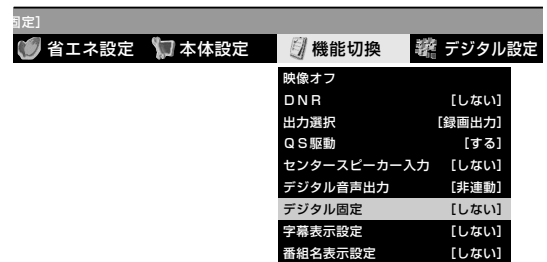 固定]
省エネ設定 本体設定 機能切換 デジタル設定
映像オフ
DNR [しない]
出力選択 [録画出力]
QS駆動 [する]
センタースピーカー入力 [しない]
デジタル音声出力 [非連動]
デジタル固定 [しない]
字幕表示設定 [しない]
番組名表示設定 [しない]